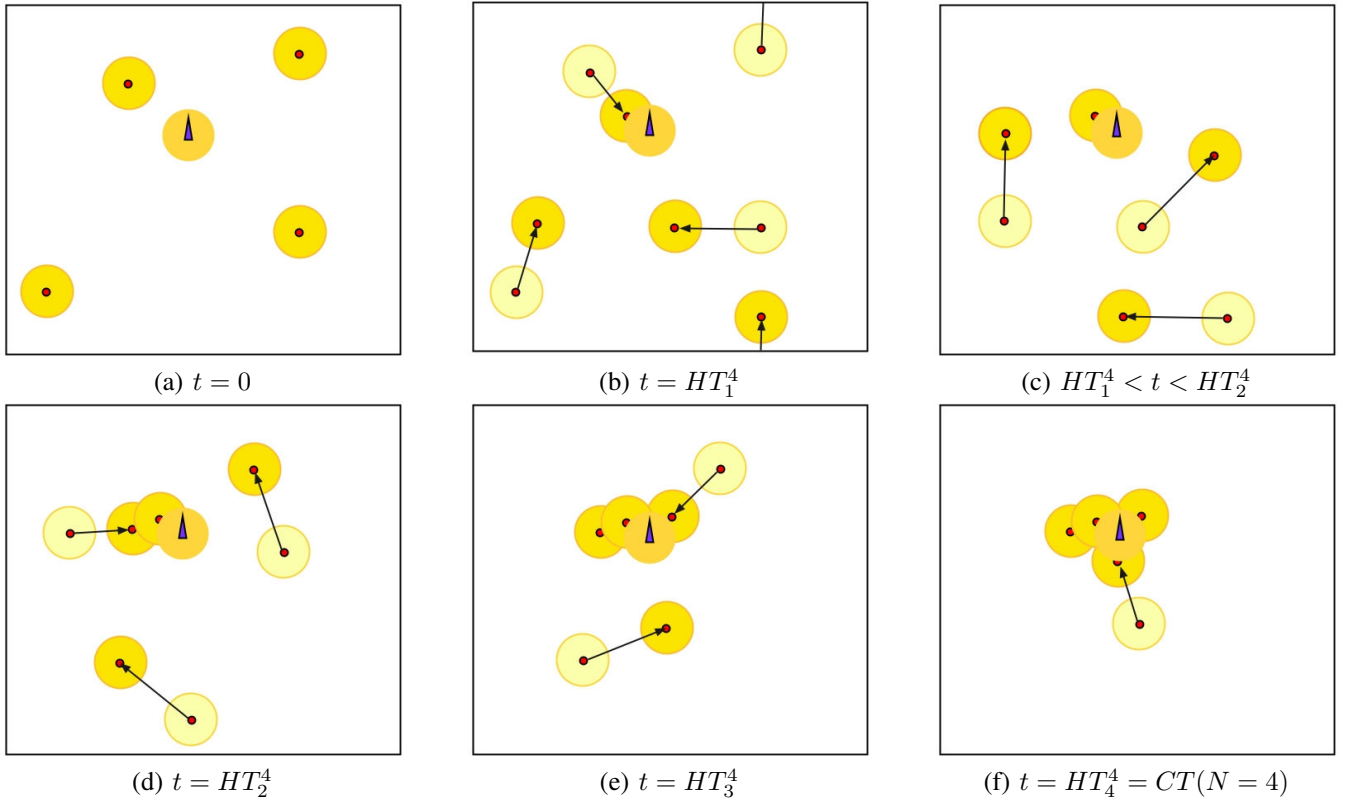 (a) $t = 0$
(b) $t = HT_1^4$
(c) $HT_1^4 < t < HT_2^4$
(d) $t = HT_2^4$
(e) $t = HT_3^4$
(f) $t = HT_4^4 = CT(N = 4)$